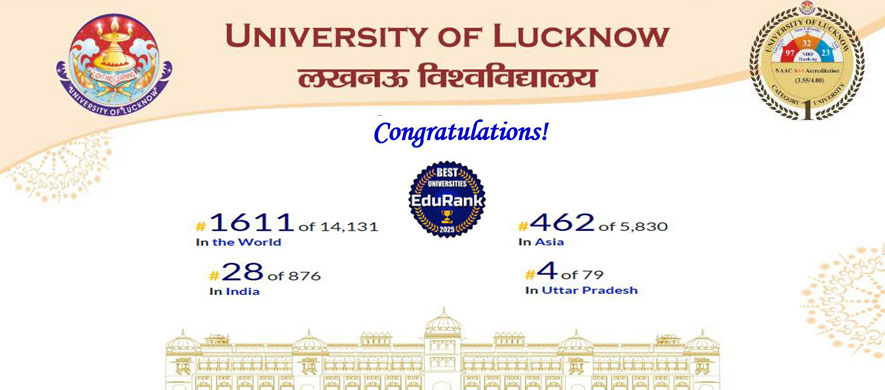 UNIVERSITY OF LUCKNOW
लखनऊ विश्वविद्यालय
UNIVERSITY OF LUCKNOW
UNIVERSITY OF LUCKNOW
97 32 23
NIRF
Ranking
NAAC A++ Accreditation
(3.55/4.00)
CATEGORY 1 UNIVERSITY
Congratulations!
BEST
UNIVERSITIES
EduRank
2025
#1611 of 14,131
In the World
#462 of 5,830
In Asia
#28 of 876
In India
#4 of 79
In Uttar Pradesh